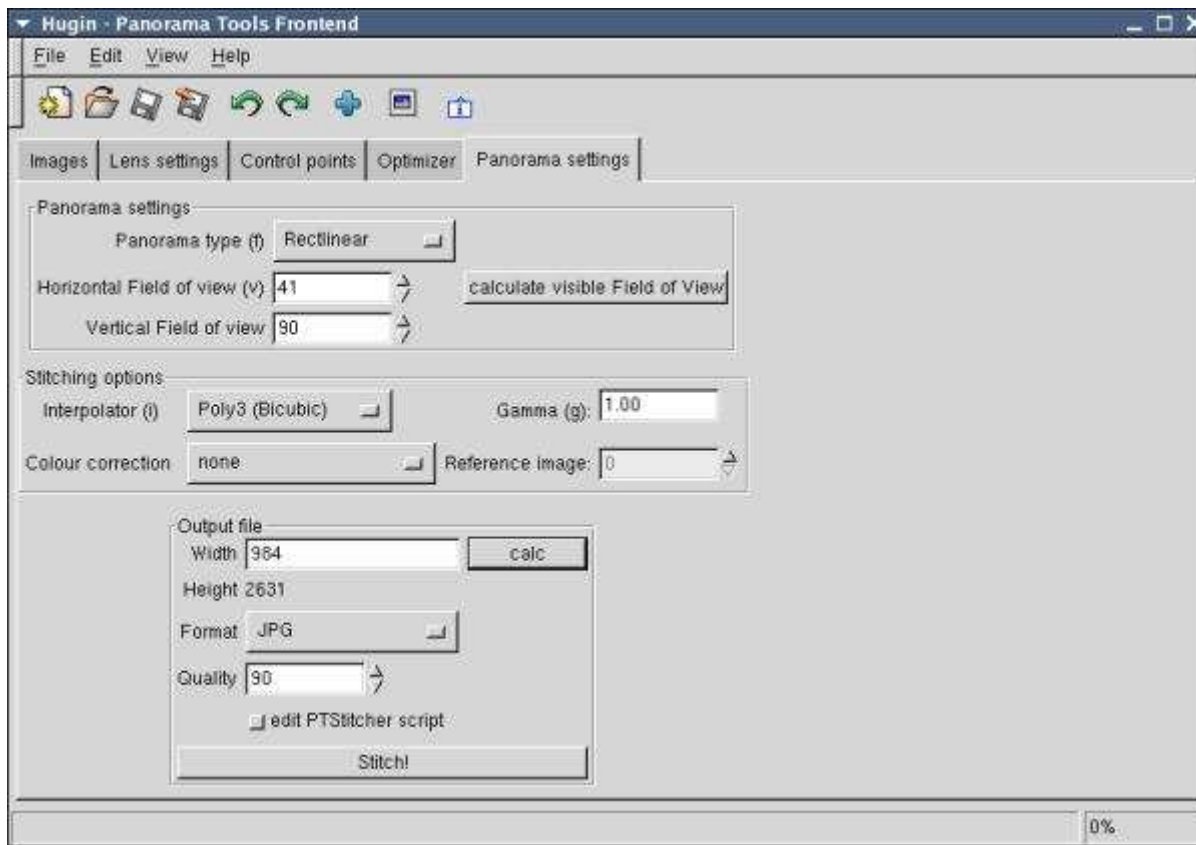 Hugin - Panorama Tools Frontend
File Edit View Help
Images Lens settings Control points Optimizer Panorama settings
Panorama settings
Panorama type (f) Rectlinear
Horizontal Field of view (v) 41 calculate visible Field of View
Vertical Field of view 90
Stitching options
Interpolator (i) Poly3 (Bicubic) Gamma (g): 1.00
Colour correction none Reference image: 0
Output file
Width 984 calc
Height 2631
Format JPG
Quality 90
edit PTStitcher script
Stitch!
0%